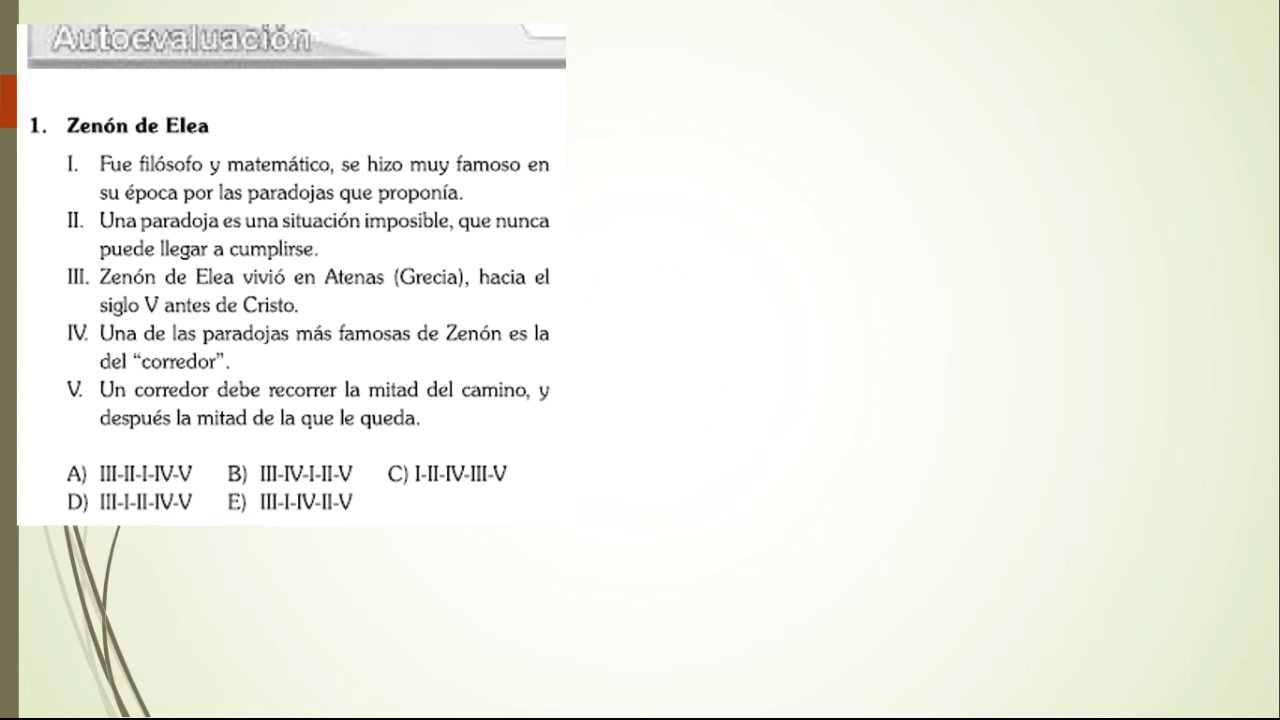 Autoevaluación
1. Zenón de Elea
I. Fue filósofo y matemático, se hizo muy famoso en
su época por las paradojas que proponía.
II. Una paradoja es una situación imposible, que nunca
puede llegar a cumplirse.
III. Zenón de Elea vivió en Atenas (Grecia), hacia el
siglo V antes de Cristo.
IV. Una de las paradojas más famosas de Zenón es la
del “corredor”.
V. Un corredor debe recorrer la mitad del camino, y
después la mitad de la que le queda.
A) III-II-I-IV-V B) III-IV-I-II-V C) I-II-IV-III-V
D) III-I-II-IV-V E) III-I-IV-II-V